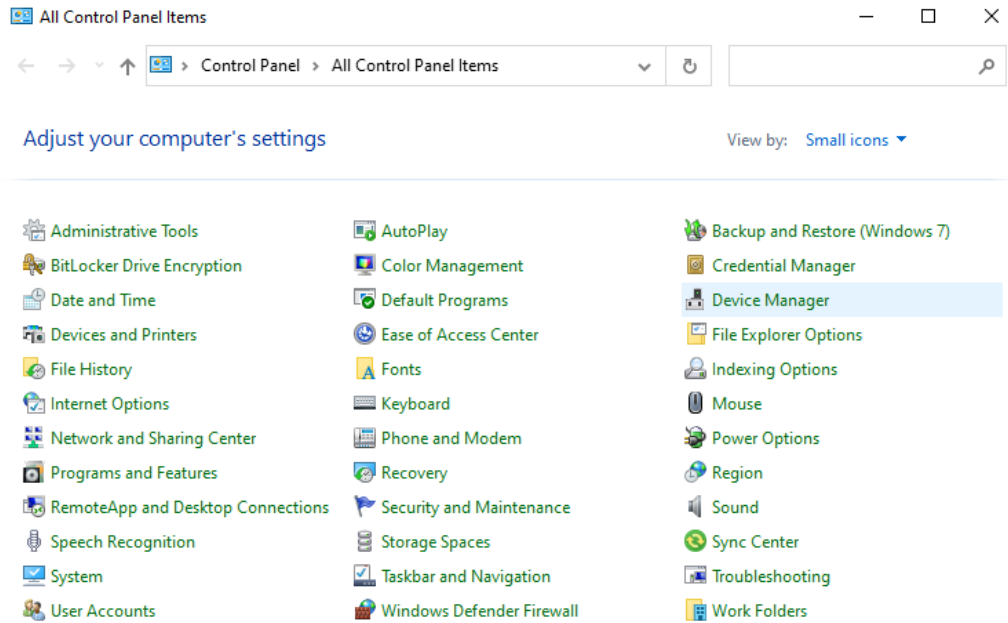 All Control Panel Items
Control Panel > All Control Panel Items
Adjust your computer's settings
View by: Small icons
Administrative Tools AutoPlay Backup and Restore (Windows 7)
BitLocker Drive Encryption Color Management Credential Manager
Date and Time Default Programs Device Manager
Devices and Printers Ease of Access Center File Explorer Options
File History Fonts Indexing Options
Internet Options Keyboard Mouse
Network and Sharing Center Phone and Modem Power Options
Programs and Features Recovery Region
RemoteApp and Desktop Connections Security and Maintenance Sound
Speech Recognition Storage Spaces Sync Center
System Taskbar and Navigation Troubleshooting
User Accounts Windows Defender Firewall Work Folders